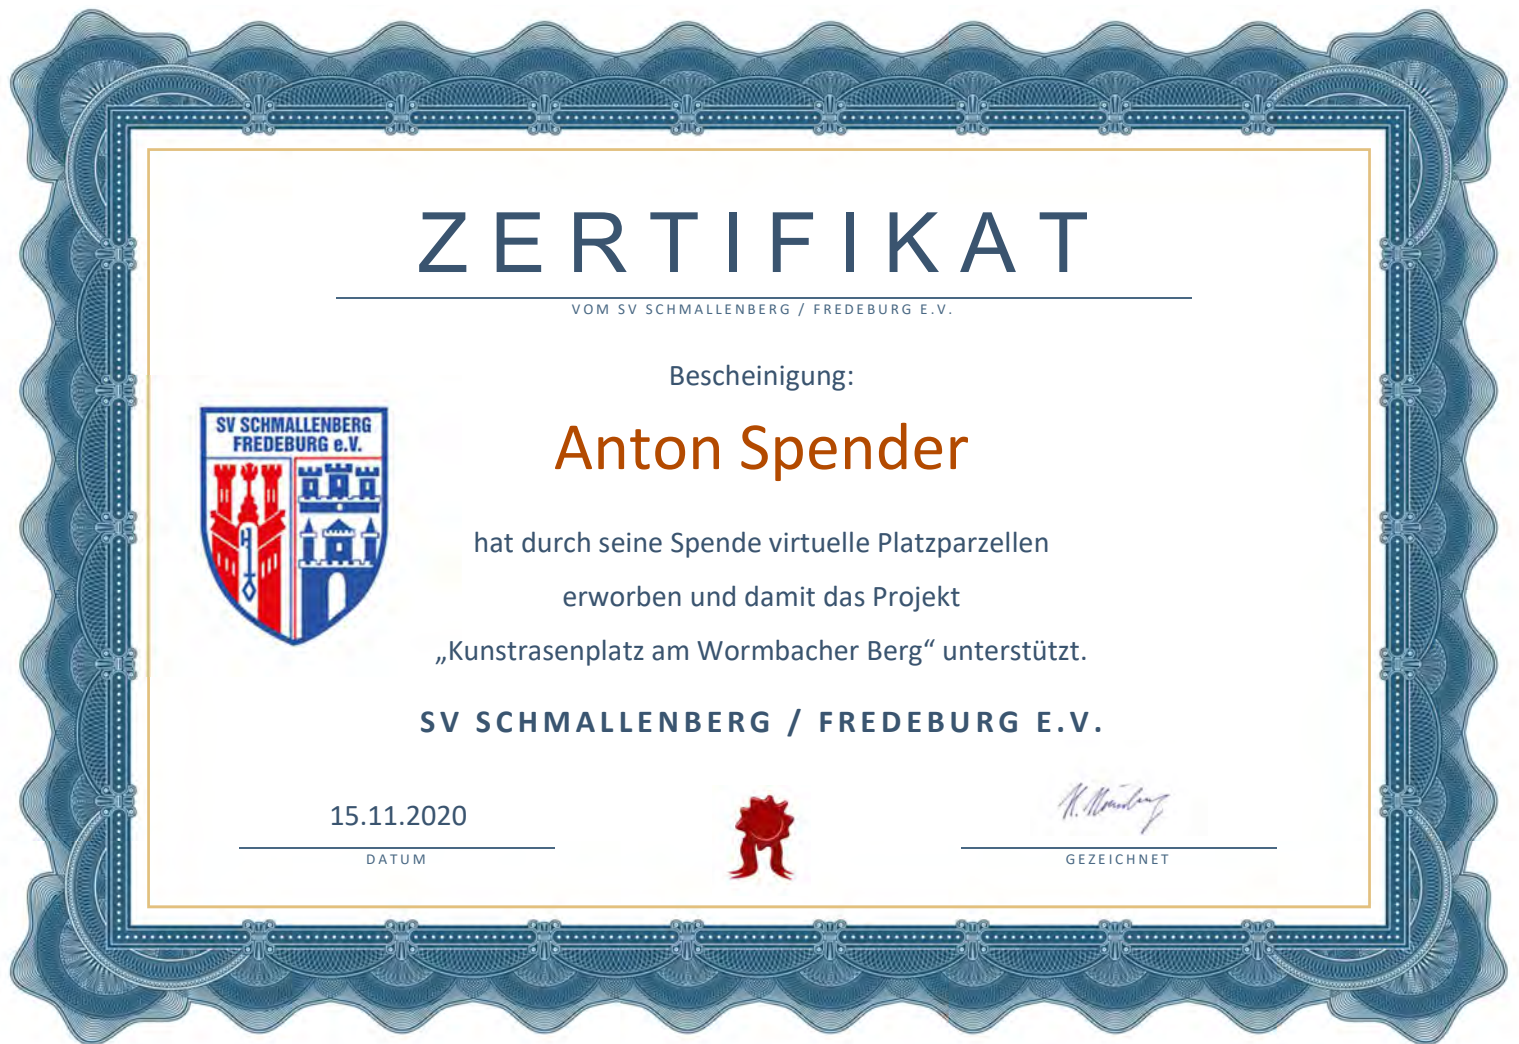 ZERTIFIKAT
VOM SV SCHMALLENBERG / FREDEBURG E.V.
Bescheinigung:
SV SCHMALLENBERG
FREDEBURG e.V.
Anton Spender
hat durch seine Spende virtuelle Platzparzellen
erworben und damit das Projekt
„Kunstrasenplatz am Wormbacher Berg“ unterstützt.
SV SCHMALLENBERG / FREDEBURG E.V.
15.11.2020
DATUM
GEZEICHNET